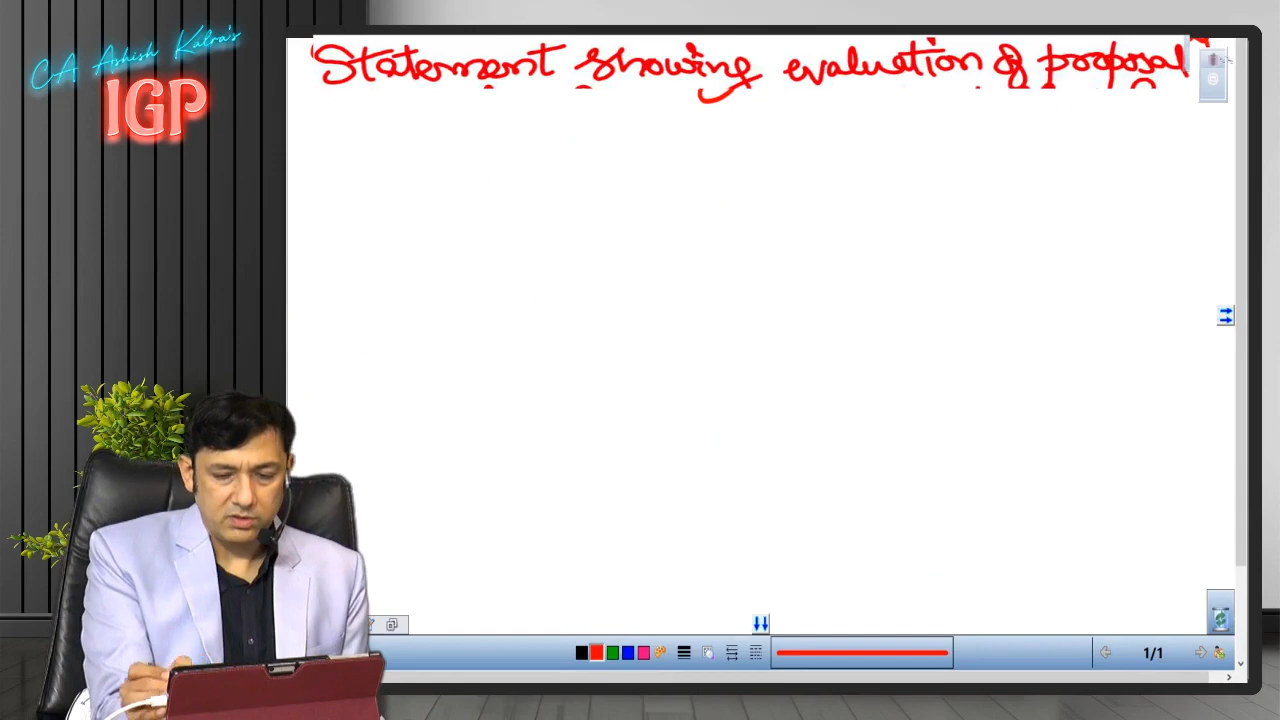 CA Ashish Kalra's
IGP
Statement showing evaluation of proposal
1/1